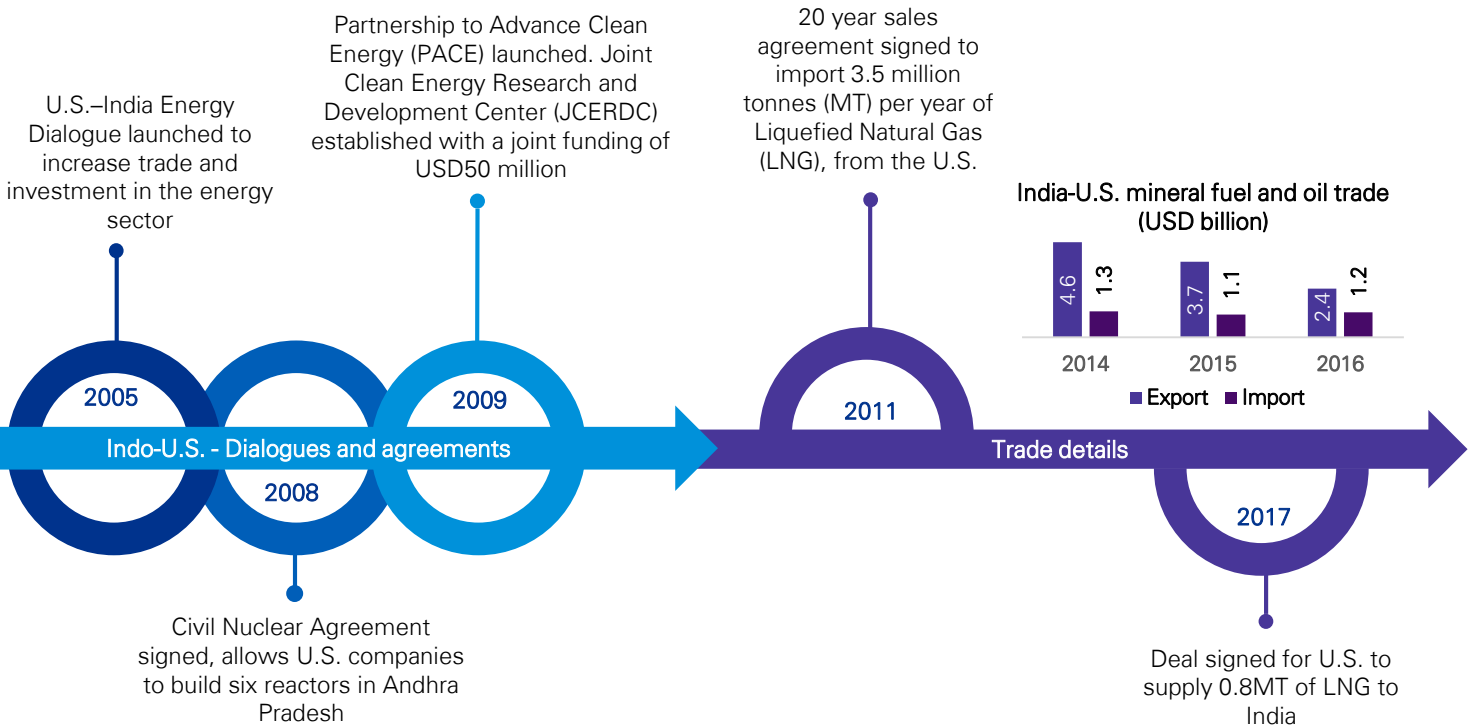 U.S.–India Energy
Dialogue launched to
increase trade and
investment in the energy
sector
Partnership to Advance Clean
Energy (PACE) launched. Joint
Clean Energy Research and
Development Center (JCERDC)
established with a joint funding of
USD50 million
20 year sales
agreement signed to
import 3.5 million
tonnes (MT) per year of
Liquefied Natural Gas
(LNG), from the U.S.
India-U.S. mineral fuel and oil trade
(USD billion)
4.6 1.3 3.7 1.1 2.4 1.2
2014 2015 2016
Export Import
2005
2009
2011
Indo-U.S. - Dialogues and agreements
Trade details
2008
2017
Civil Nuclear Agreement
signed, allows U.S. companies
to build six reactors in Andhra
Pradesh
Deal signed for U.S. to
supply 0.8MT of LNG to
India